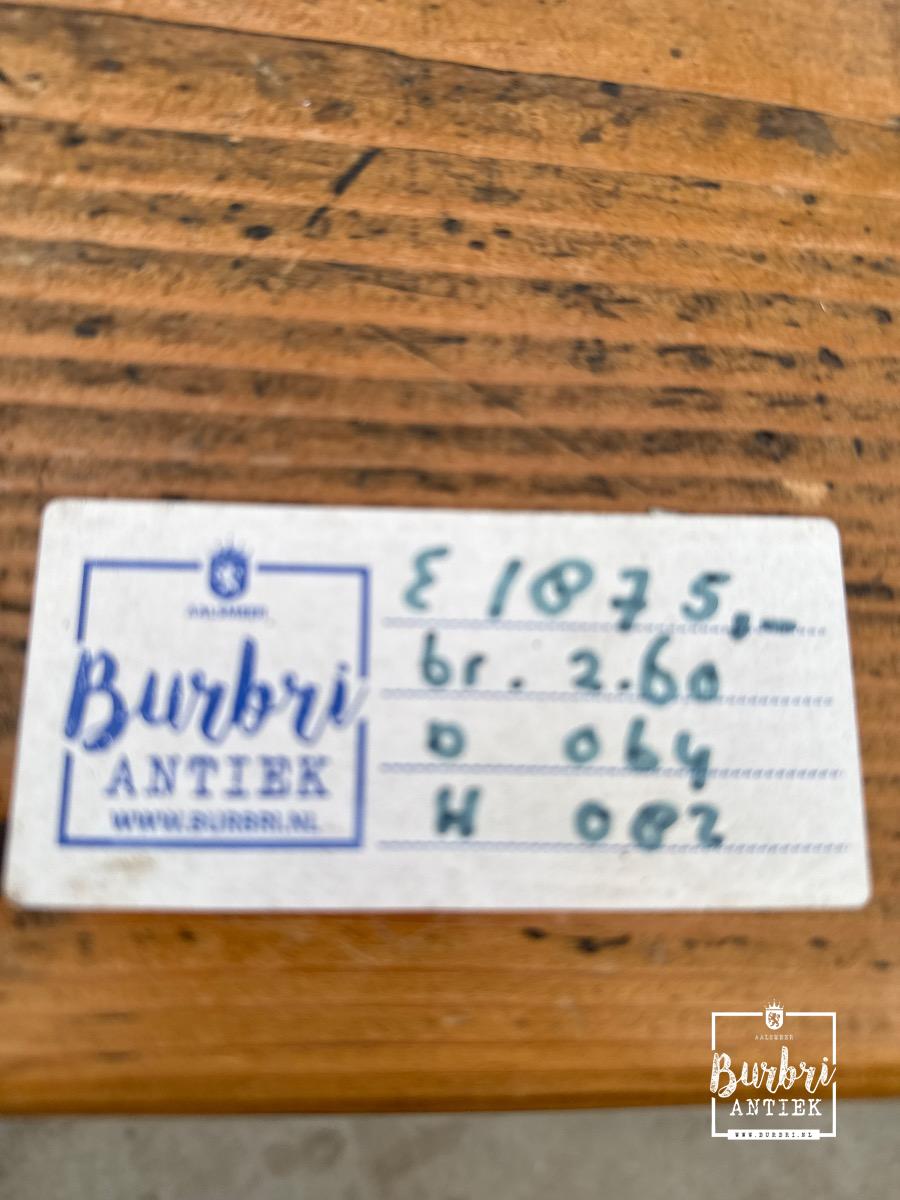 AALSMEER
Burbri
ANTIEK
WWW.BURBRI.NL
€ 1875,—
br. 2.60
D 064
H 082
AALSMEER
Burbri
ANTIEK
WWW.BURBRI.NL